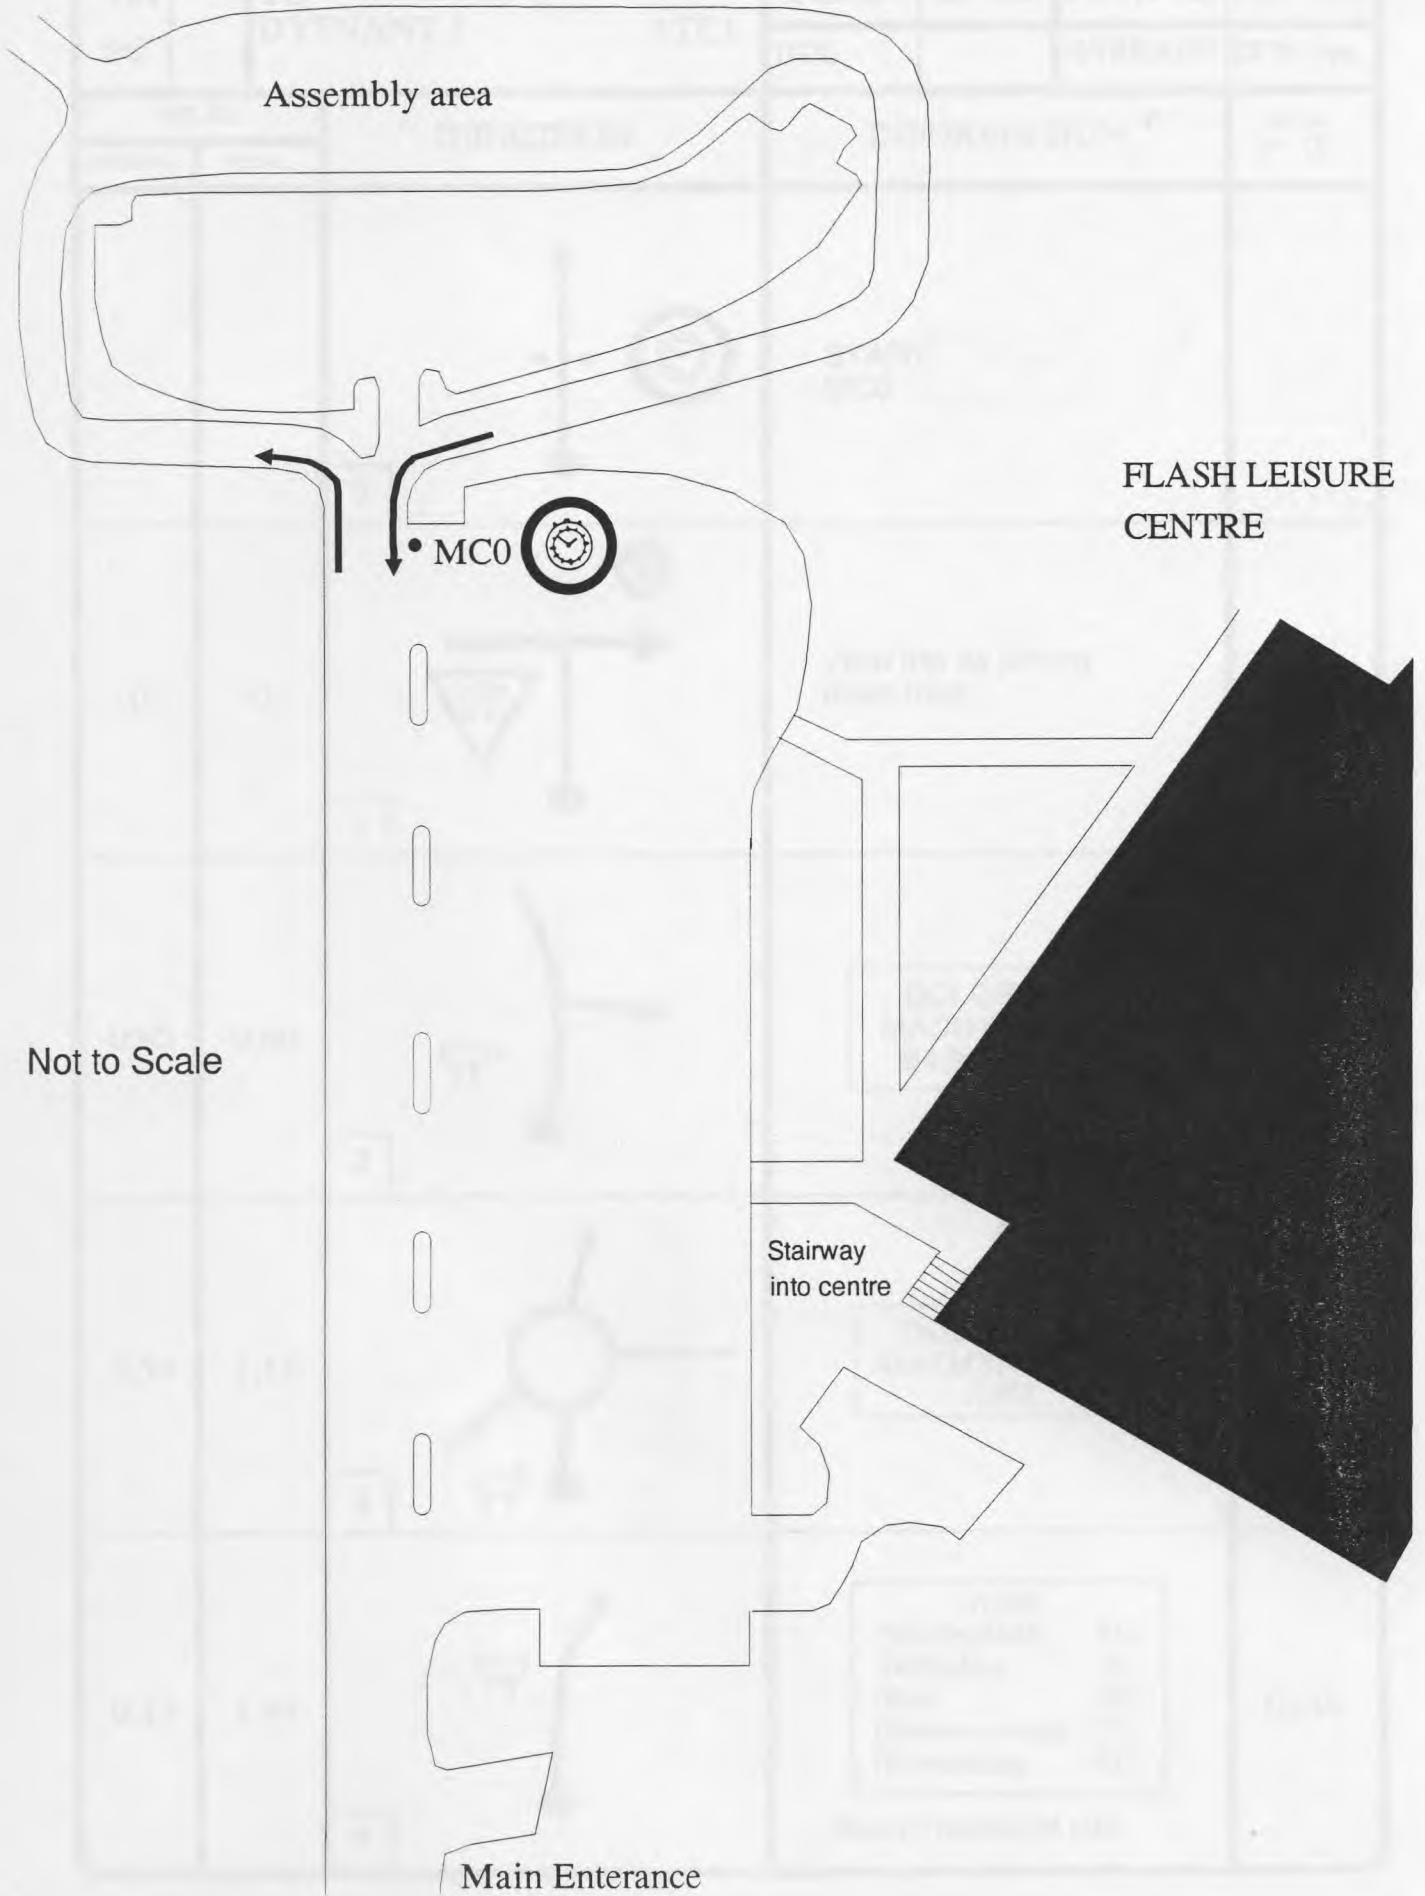 Assembly area
FLASH LEISURE
CENTRE
MC0
Not to Scale
Stairway
into centre
Main Enterance